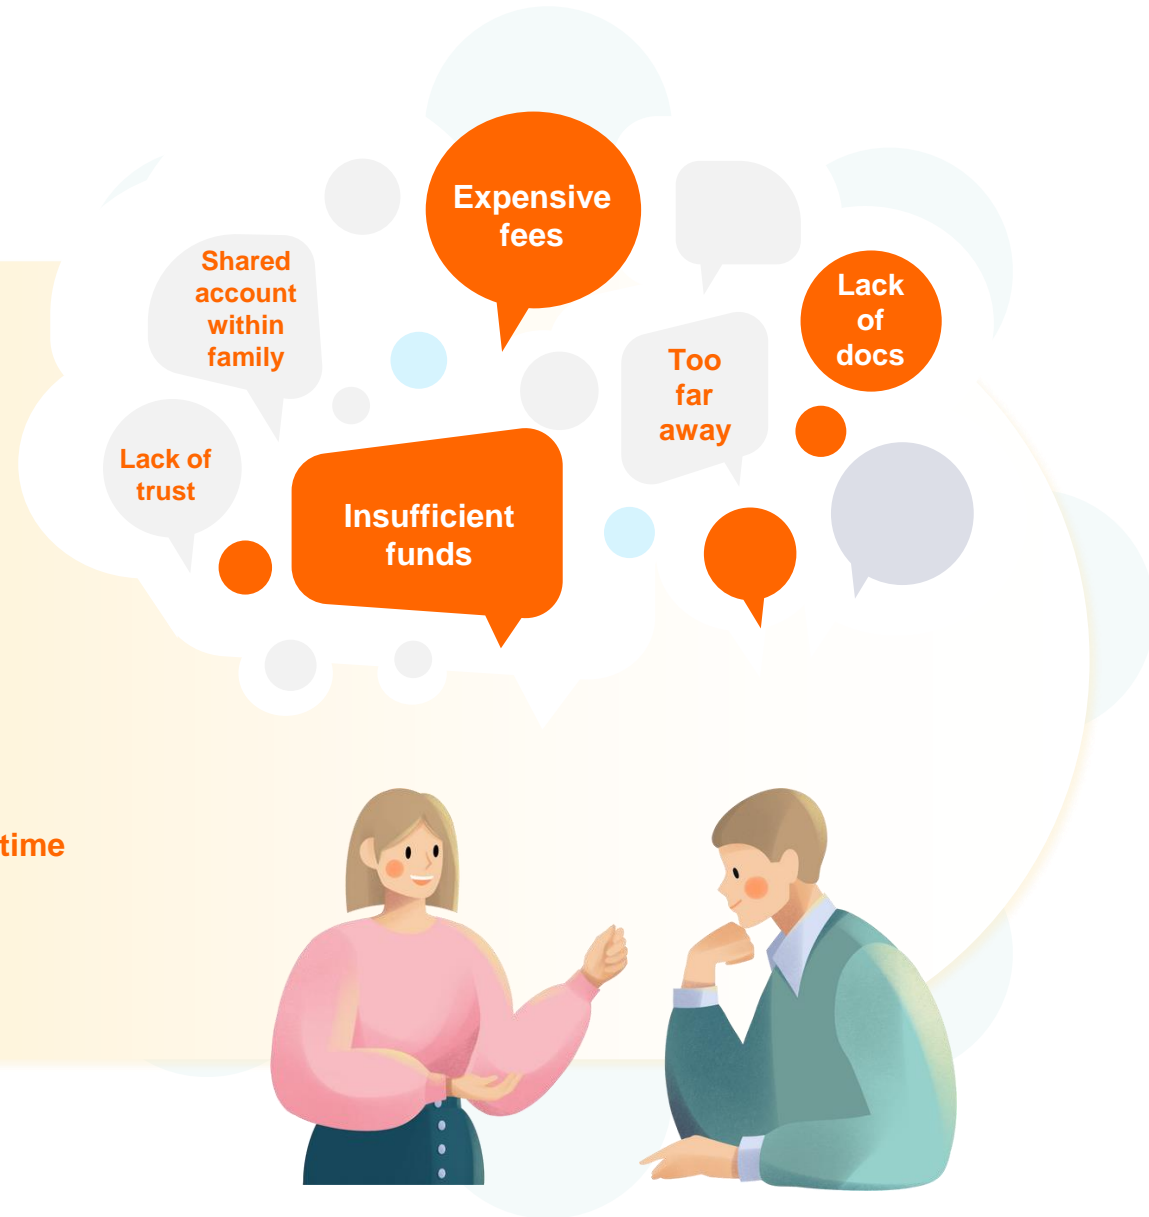 Expensive
fees
Shared
account
within
family
Lack
of
docs
Too
far
away
Lack of
trust
Insufficient
funds
time